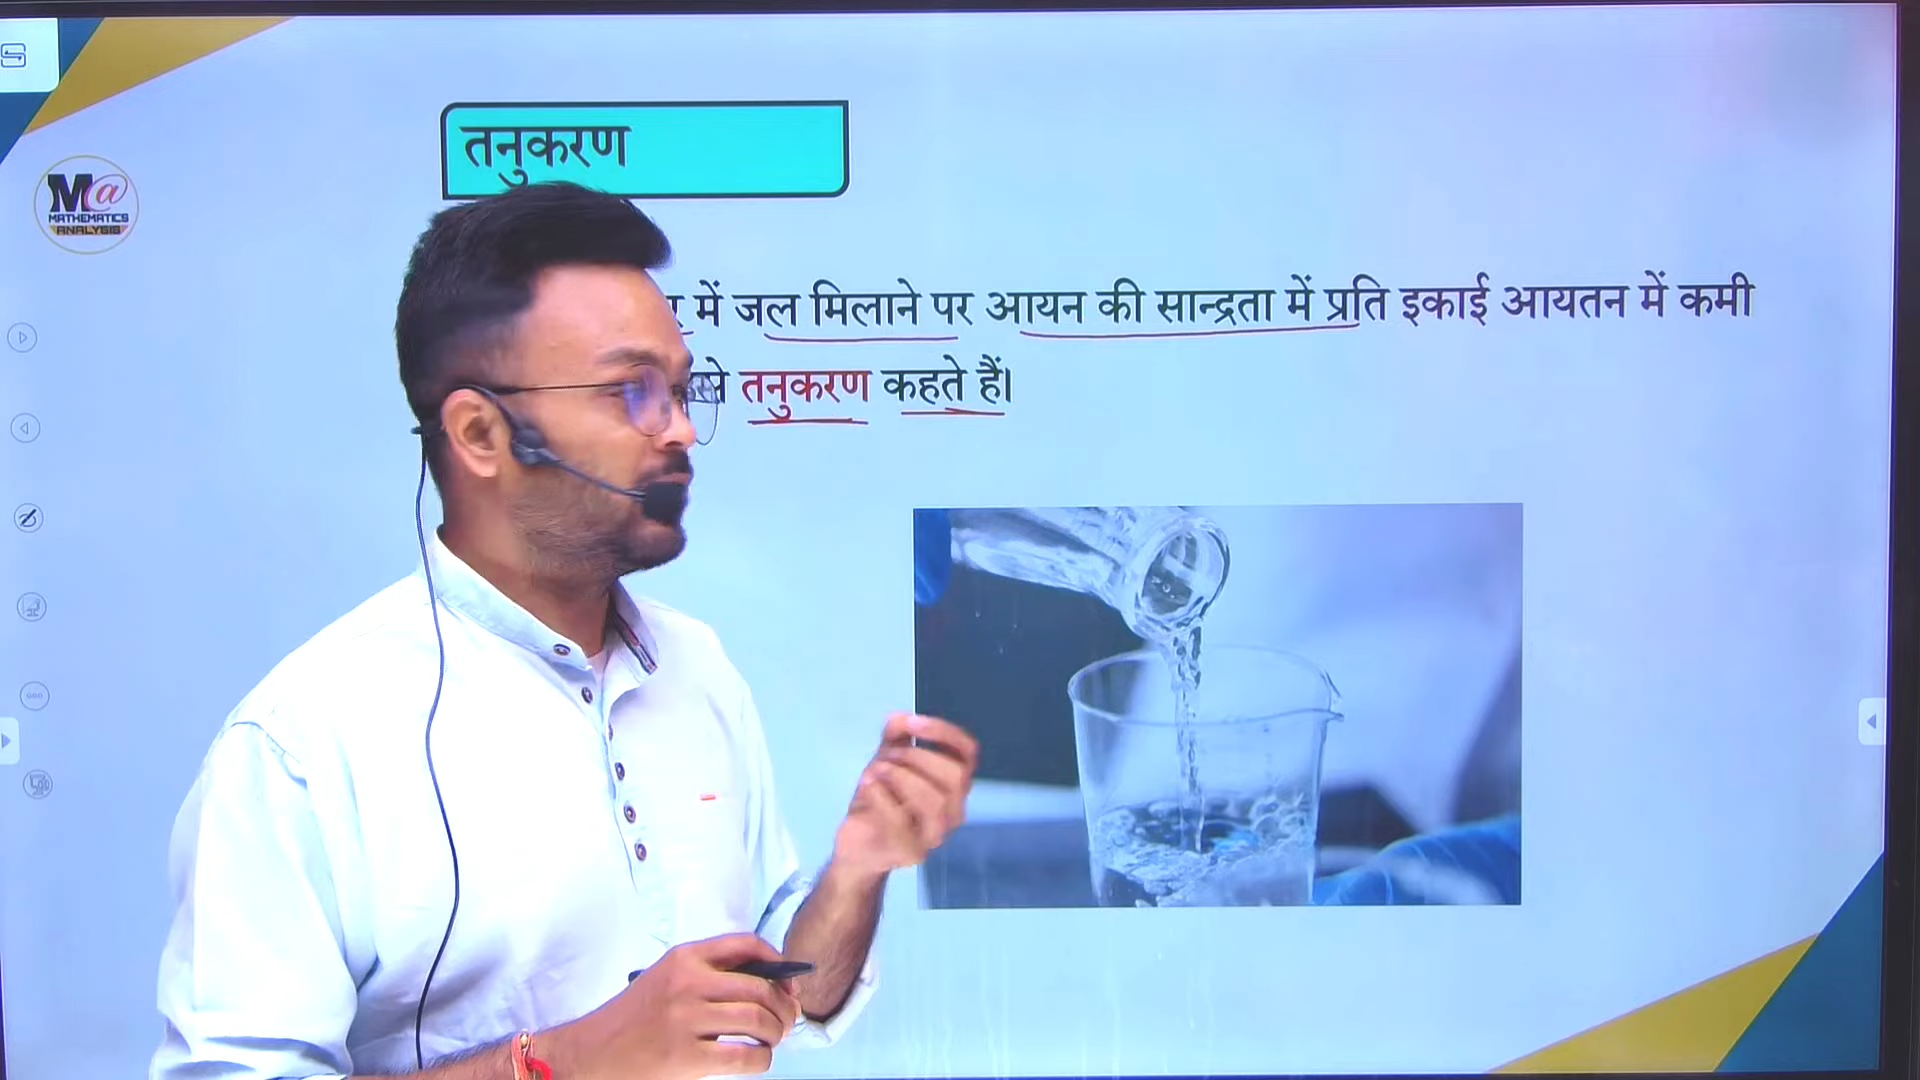 M@
MATHEMATICS
ANALYSIS
तनुकरण
में जल मिलाने पर आयन की सान्द्रता में प्रति इकाई आयतन में कमी
तनुकरण कहते हैं।